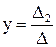 y = Δ₂/Δ